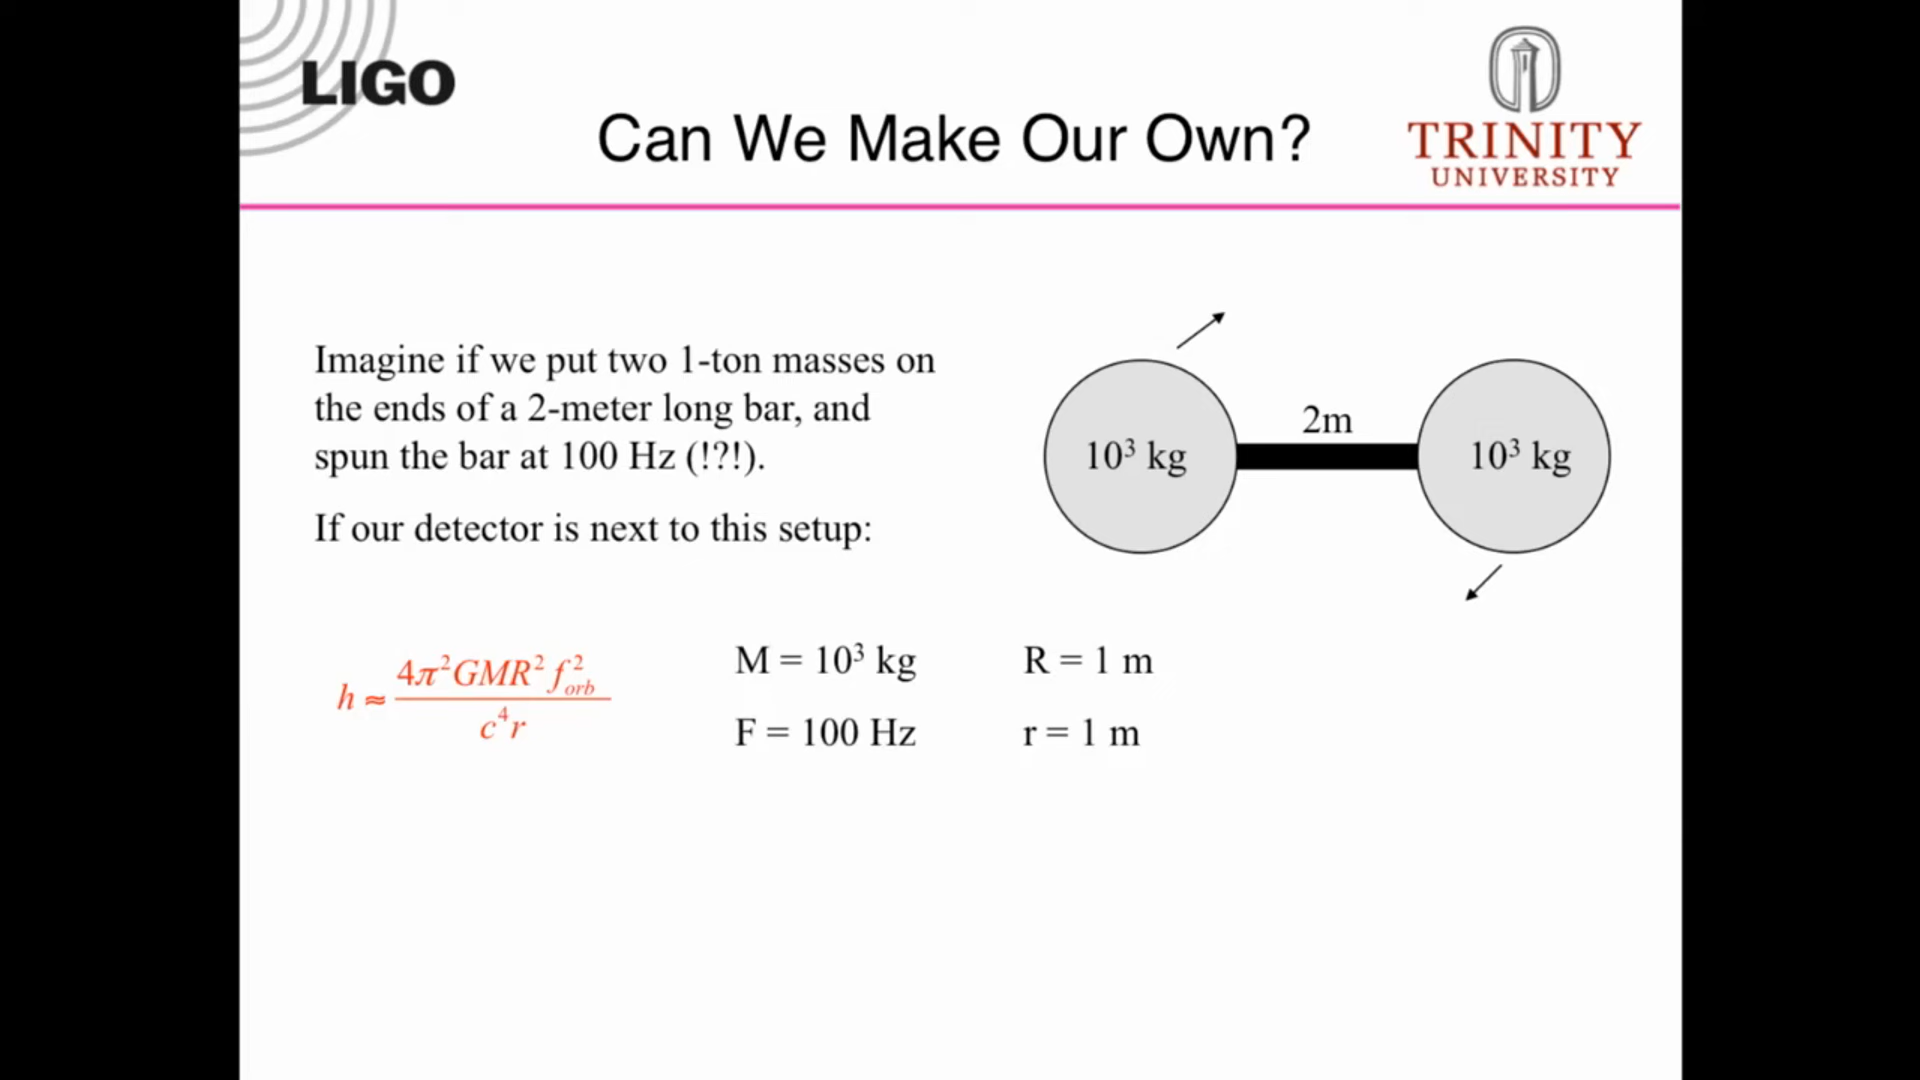 LIGO
Can We Make Our Own?
TRINITY
UNIVERSITY
Imagine if we put two 1-ton masses on
the ends of a 2-meter long bar, and
spun the bar at 100 Hz (!?!).
If our detector is next to this setup:
2m
10³ kg
10³ kg
h ≈ 4π²GMR²f²orb / c⁴r
M = 10³ kg
R = 1 m
F = 100 Hz
r = 1 m